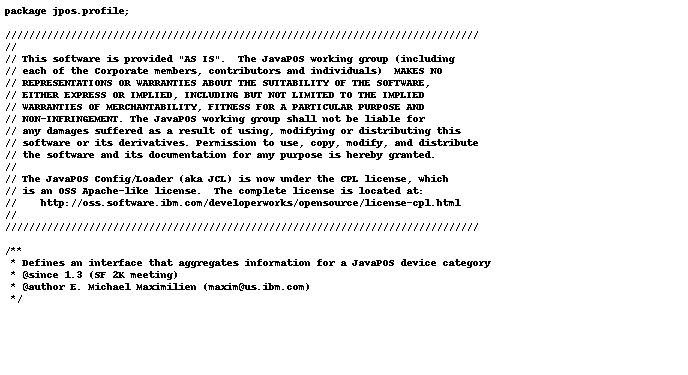 package jpos.profile;

///////////////////////////////////////////////////////////////////////////////
//
// This software is provided "AS IS".  The JavaPOS working group (including
// each of the Corporate members, contributors and individuals)  MAKES NO
// REPRESENTATIONS OR WARRANTIES ABOUT THE SUITABILITY OF THE SOFTWARE,
// EITHER EXPRESS OR IMPLIED, INCLUDING BUT NOT LIMITED TO THE IMPLIED
// WARRANTIES OF MERCHANTABILITY, FITNESS FOR A PARTICULAR PURPOSE AND
// NON-INFRINGEMENT. The JavaPOS working group shall not be liable for
// any damages suffered as a result of using, modifying or distributing this
// software or its derivatives. Permission to use, copy, modify, and distribute
// the software and its documentation for any purpose is hereby granted.
//
// The JavaPOS Config/Loader (aka JCL) is now under the CPL license, which
// is an OSS Apache-like license.  The complete license is located at:
//    http://oss.software.ibm.com/developerworks/opensource/license-cpl.html
//
///////////////////////////////////////////////////////////////////////////////

/**
 * Defines an interface that aggregates information for a JavaPOS device category
 * @since 1.3 (SF 2K meeting)
 * @author E. Michael Maximilien (maxim@us.ibm.com)
 */